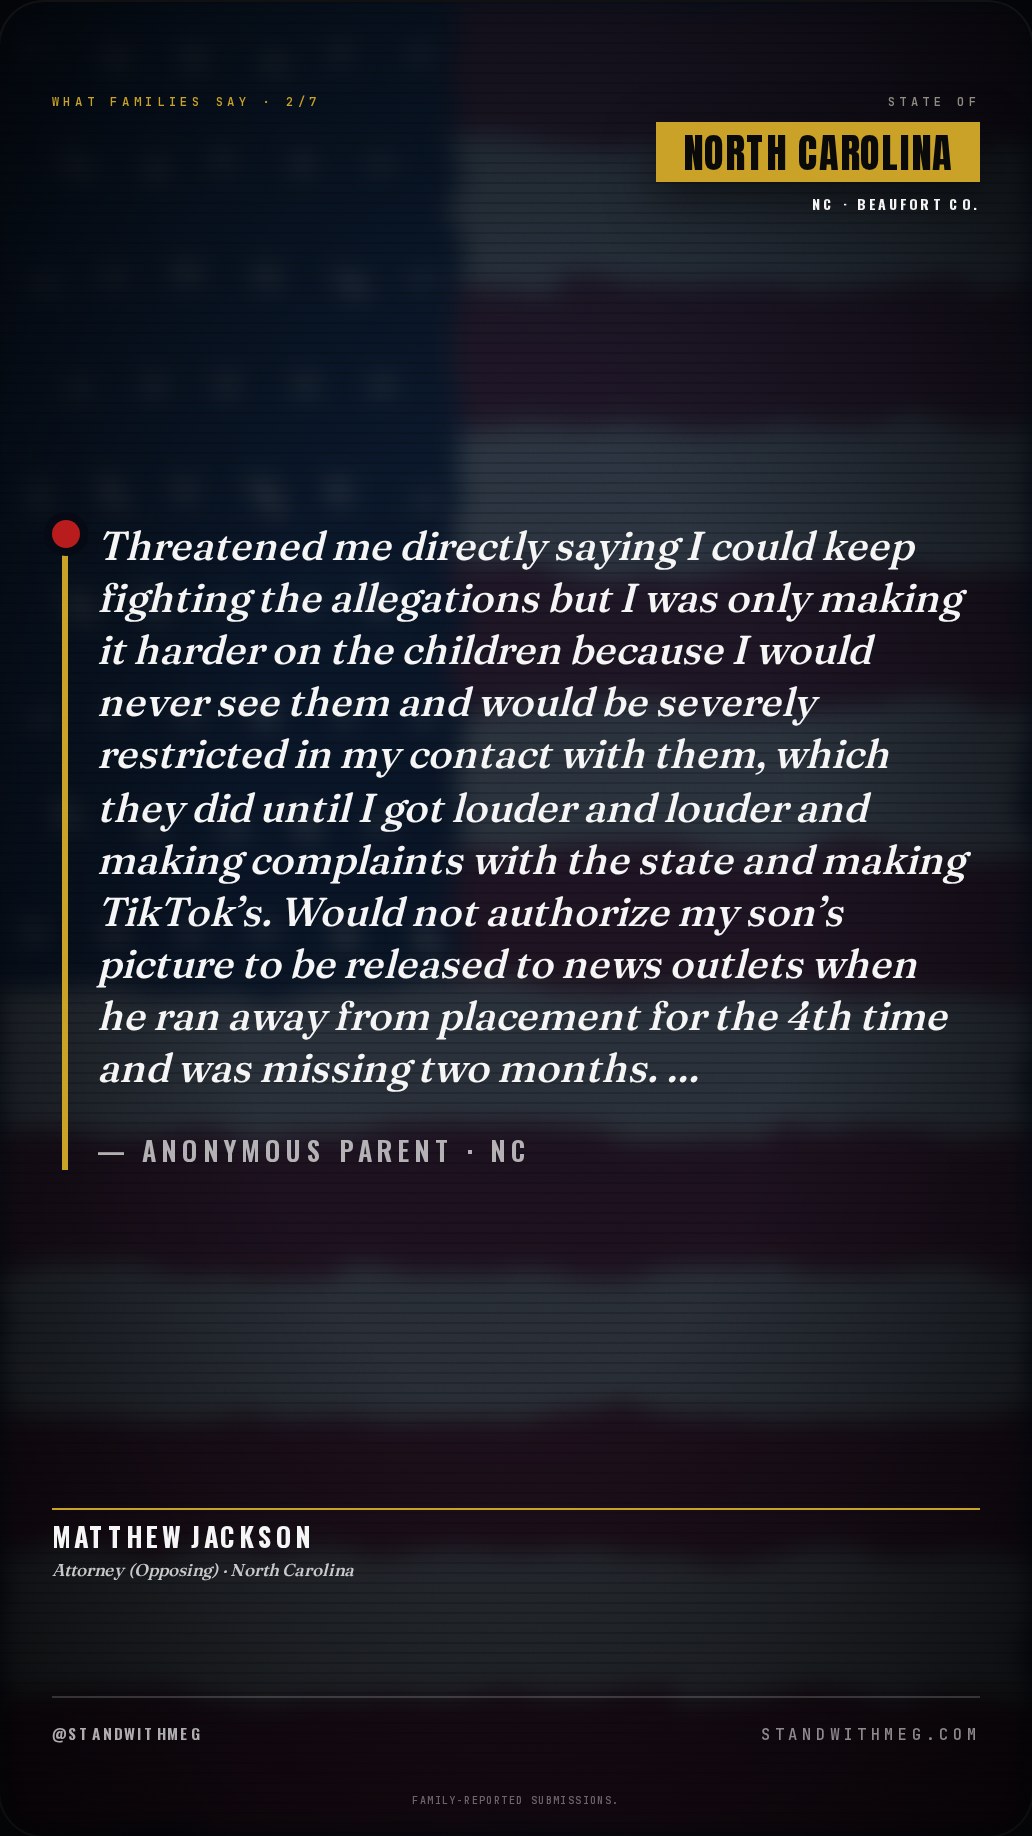 WHAT FAMILIES SAY · 2/7
STATE OF
NORTH CAROLINA
NC · BEAUFORT CO.
Threatened me directly saying I could keep
fighting the allegations but I was only making
it harder on the children because I would
never see them and would be severely
restricted in my contact with them, which
they did until I got louder and louder and
making complaints with the state and making
TikTok’s. Would not authorize my son’s
picture to be released to news outlets when
he ran away from placement for the 4th time
and was missing two months. ...
— ANONYMOUS PARENT · NC
MATTHEW JACKSON
Attorney (Opposing) · North Carolina
@STANDWITHMEG
STANDWITHMEG.COM
FAMILY-REPORTED SUBMISSIONS.